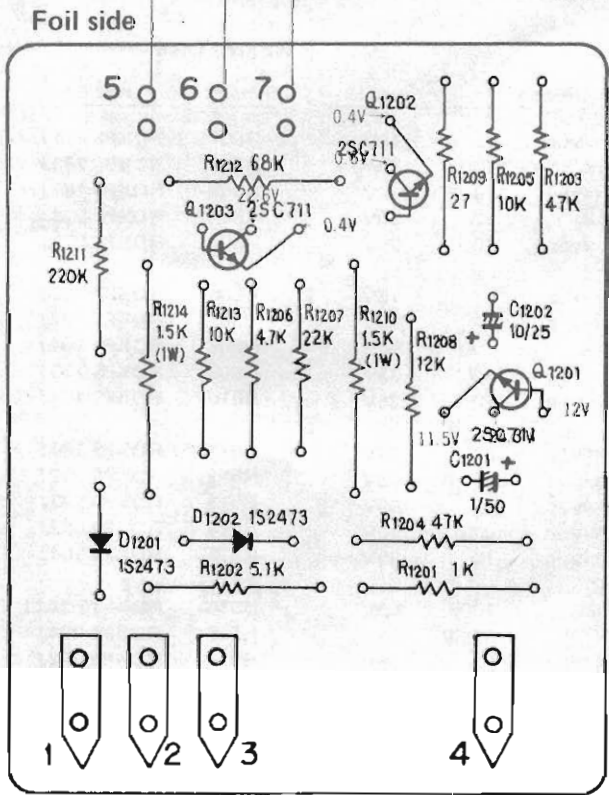 Foil side
5 6 7
Q1202
0.4V
2SC711
R1212 68K
Q1203 2SC711
0.4V
R1209
27
R1205
10K
R1203
47K
R1211
220K
R1214
1.5K
(1W)
R1213
10K
R1206
4.7K
R1207
22K
R1210
1.5K
(1W)
R1208
12K
+
C1202
10/25
Q1201
12V
11.5V
C1201 +
1/50
D1201
1S2473
D1202 1S2473
R1202 5.1K
R1204 47K
R1201 1K
1 2 3 4